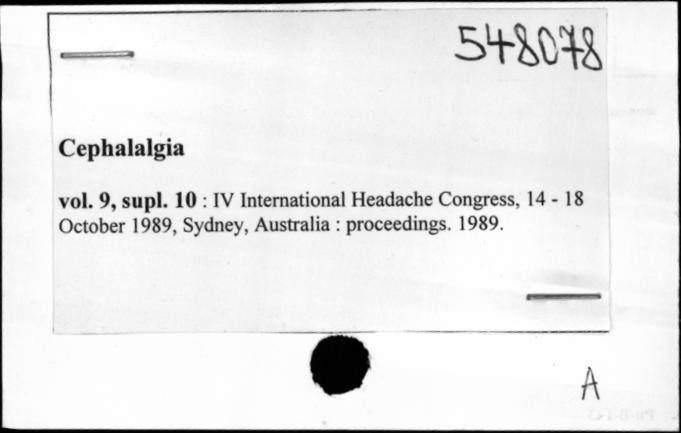 548078
Cephalalgia
vol. 9, supl. 10 : IV International Headache Congress, 14 - 18
October 1989, Sydney, Australia : proceedings. 1989.
A